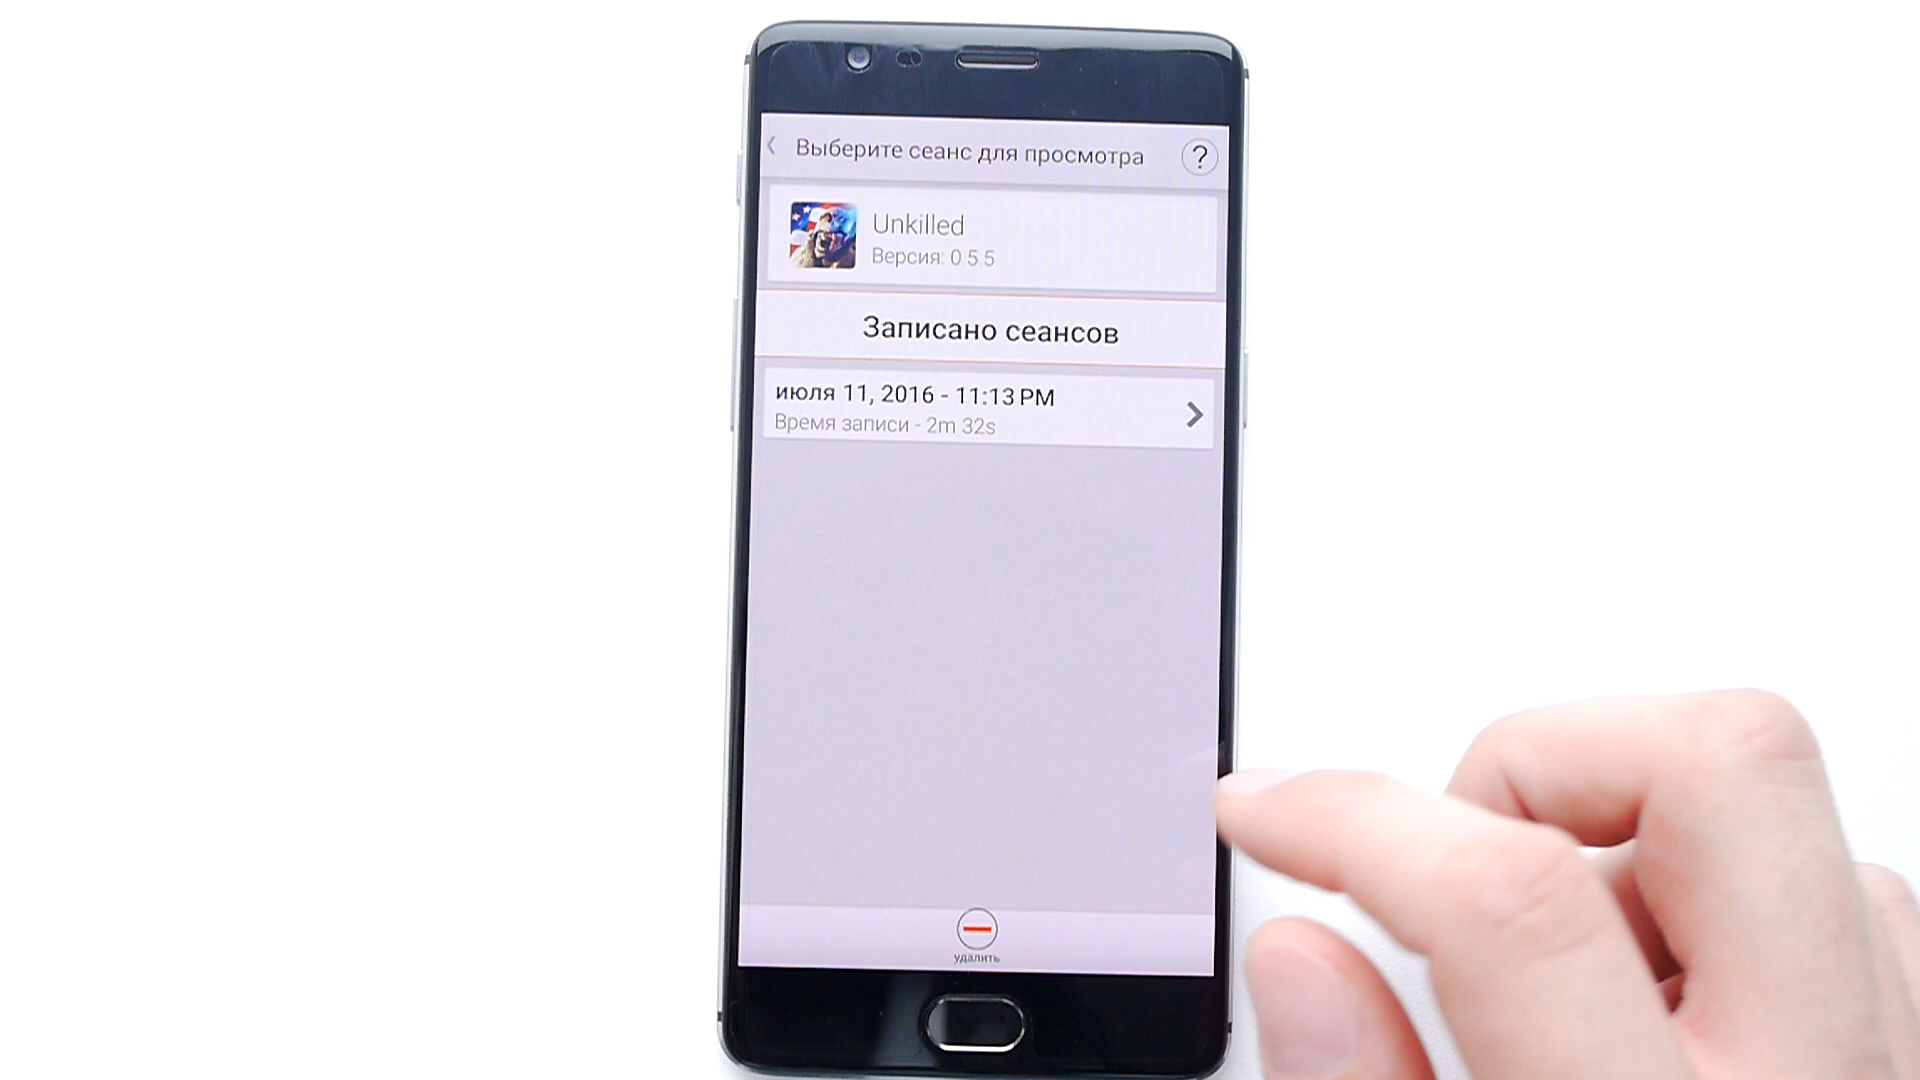 Выберите сеанс для просмотра
?
Unkilled
Версия: 0.5.5
Записано сеансов
июля 11, 2016 - 11:13 PM
Время записи - 2m 32s
удалить